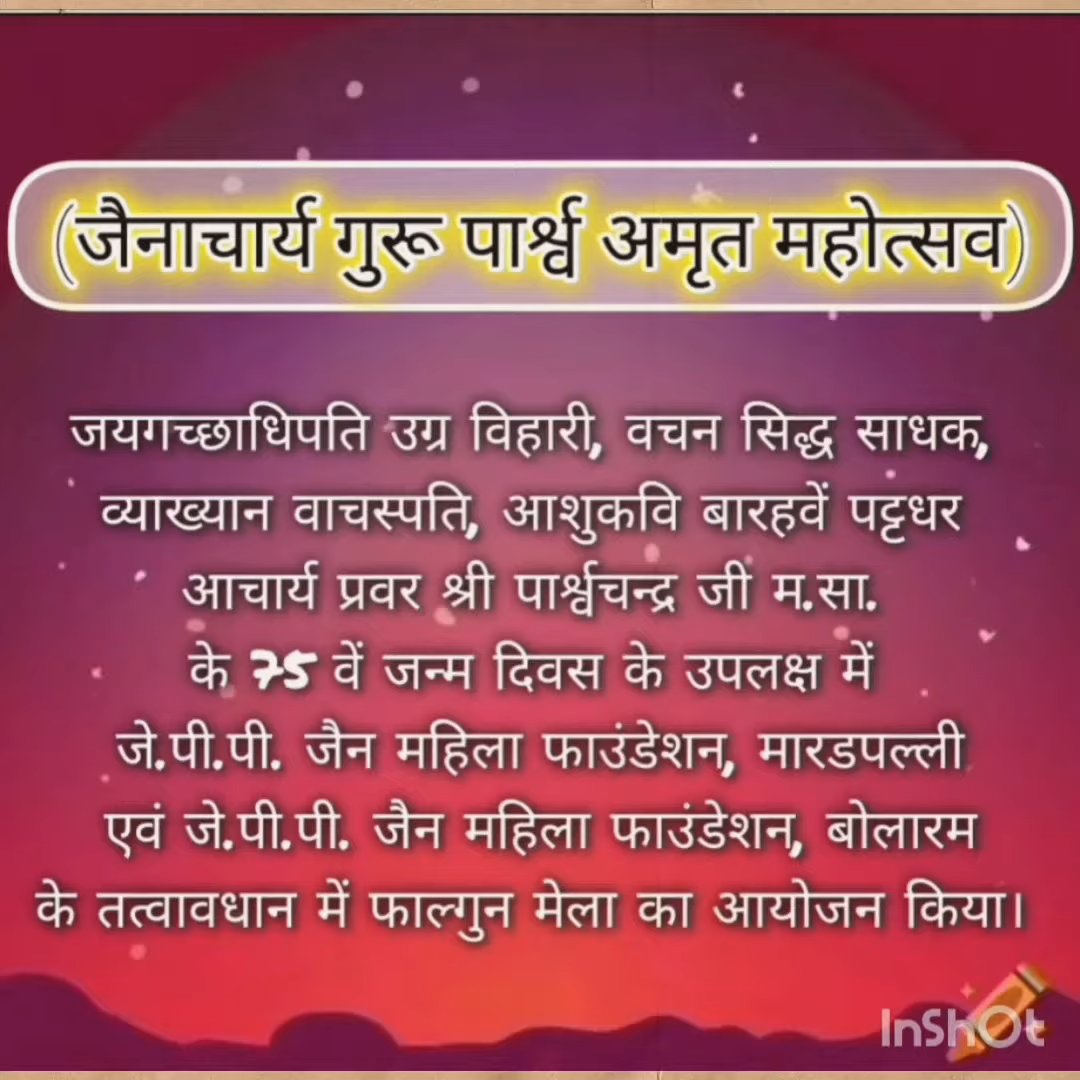 (जैनाचार्य गुरू पार्श्व अमृत महोत्सव)
जयगच्छाधिपति उग्र विहारी, वचन सिद्ध साधक,
व्याख्यान वाचस्पति, आशुकवि बारहवें पट्टधर
आचार्य प्रवर श्री पार्श्वचन्द्र जी म.सा.
के 75 वें जन्म दिवस के उपलक्ष में
जे.पी.पी. जैन महिला फाउंडेशन, मारडपल्ली
एवं जे.पी.पी. जैन महिला फाउंडेशन, बोलारम
के तत्वावधान में फाल्गुन मेला का आयोजन किया।
InShOt